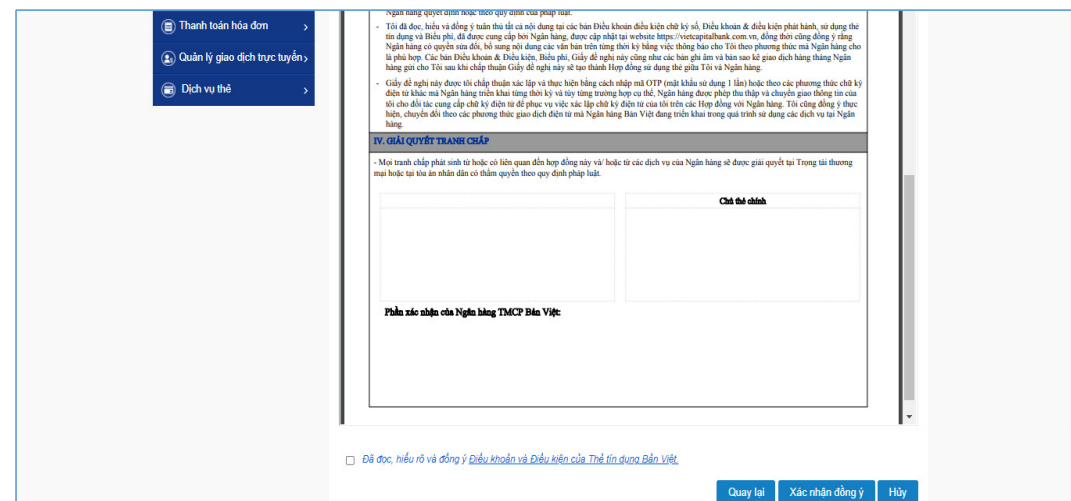 Thanh toán hóa đơn
Quản lý giao dịch trực tuyến
Dịch vụ thẻ
Ngân hàng quyết định hoặc theo quy định của pháp luật.
- Tôi đã đọc, hiểu và đồng ý tuân thủ tất cả nội dung tại các bản Điều khoản điều kiện chữ ký số, Điều khoản & điều kiện phát hành, sử dụng thẻ
tín dụng và Biểu phí, đã được cung cấp bởi Ngân hàng, được cập nhật tại website https://vietcapitalbank.com.vn, đồng thời cũng đồng ý rằng
Ngân hàng có quyền sửa đổi, bổ sung nội dung các văn bản trên từng thời kỳ bằng việc thông báo cho Tôi theo phương thức mà Ngân hàng cho
là phù hợp. Các bản Điều khoản & Điều kiện, Biểu phí, Giấy đề nghị này cũng như các bản ghi âm và bản sao kê giao dịch hàng tháng Ngân
hàng gửi cho Tôi sau khi chấp thuận Giấy đề nghị này sẽ tạo thành Hợp đồng sử dụng thẻ giữa Tôi và Ngân hàng.
- Giấy đề nghị này được tôi chấp thuận xác lập và thực hiện bằng cách nhập mã OTP (mật khẩu sử dụng 1 lần) hoặc theo các phương thức chữ ký
điện tử khác mà Ngân hàng triển khai từng thời kỳ và tùy từng trường hợp cụ thể, Ngân hàng được phép thu thập và chuyển giao thông tin của
tôi cho đối tác cung cấp chữ ký điện tử để phục vụ việc xác lập chữ ký điện tử của tôi trên các Hợp đồng với Ngân hàng. Tôi cũng đồng ý thực
hiện, chuyển đổi theo các phương thức giao dịch điện tử mà Ngân hàng Bản Việt đang triển khai trong quá trình sử dụng các dịch vụ tại Ngân
hàng.
IV. GIẢI QUYẾT TRANH CHẤP
- Mọi tranh chấp phát sinh từ hoặc có liên quan đến hợp đồng này và/ hoặc từ các dịch vụ của Ngân hàng sẽ được giải quyết tại Trọng tài thương
mại hoặc tại tòa án nhân dân có thẩm quyền theo quy định pháp luật.
Chủ thẻ chính
Phần xác nhận của Ngân hàng TMCP Bản Việt:
Đã đọc, hiểu rõ và đồng ý Điều khoản và Điều kiện của Thẻ tín dụng Bản Việt.
Quay lại Xác nhận đồng ý Hủy